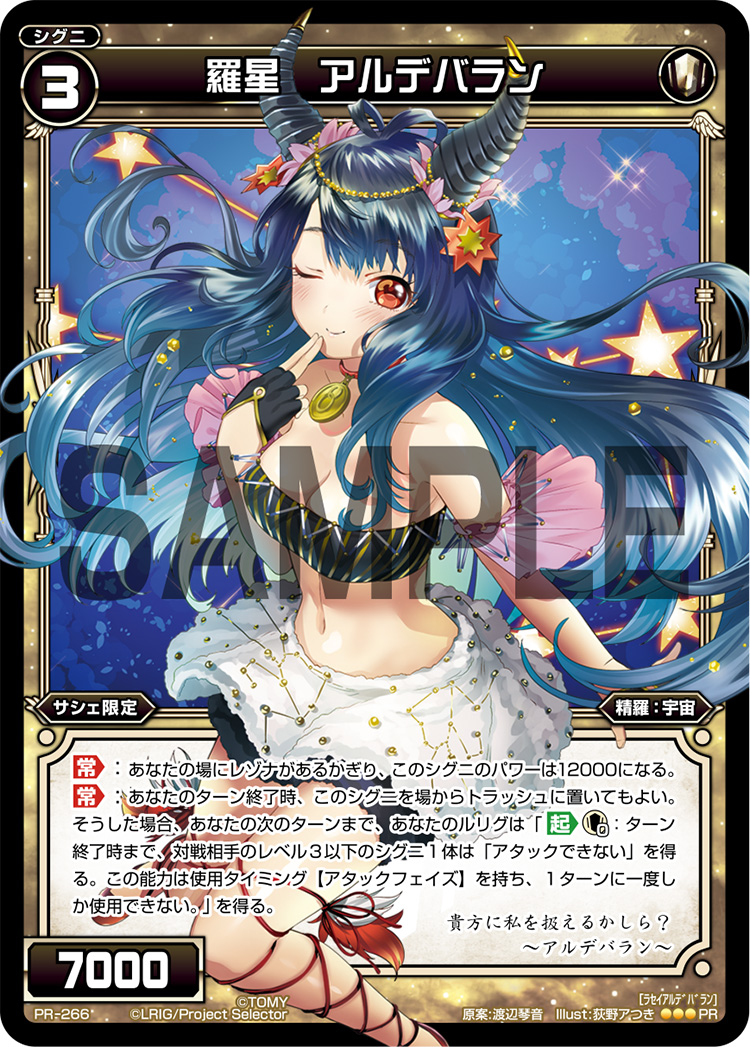 シグニ
3
羅星 アルデバラン
SAMPLE
サシェ限定
精羅:宇宙
常:あなたの場にレゾナがあるかぎり、このシグニのパワーは12000になる。
常:あなたのターン終了時、このシグニを場からトラッシュに置いてもよい。
そうした場合、あなたの次のターンまで、あなたのルリグは「起 0:ターン
終了時まで、対戦相手のレベル3以下のシグニ1体は「アタックできない」を得
る。この能力は使用タイミング【アタックフェイズ】を持ち、1ターンに一度し
か使用できない。」を得る。
貴方に私を扱えるかしら?
~アルデバラン~
7000
[ラセイアルデバラン]
PR-266 ©TOMY
©LRIG/Project Selector
原案:渡辺琴音 Illust:荻野アつき PR